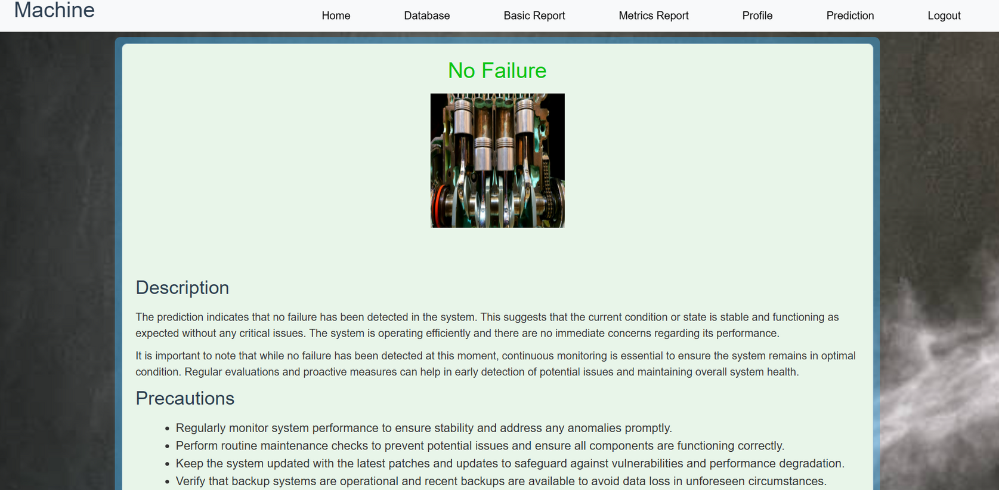 Machine
Home Database Basic Report Metrics Report Profile Prediction Logout
No Failure
Description
The prediction indicates that no failure has been detected in the system. This suggests that the current condition or state is stable and functioning as
expected without any critical issues. The system is operating efficiently and there are no immediate concerns regarding its performance.
It is important to note that while no failure has been detected at this moment, continuous monitoring is essential to ensure the system remains in optimal
condition. Regular evaluations and proactive measures can help in early detection of potential issues and maintaining overall system health.
Precautions
• Regularly monitor system performance to ensure stability and address any anomalies promptly.
• Perform routine maintenance checks to prevent potential issues and ensure all components are functioning correctly.
• Keep the system updated with the latest patches and updates to safeguard against vulnerabilities and performance degradation.
• Verify that backup systems are operational and recent backups are available to avoid data loss in unforeseen circumstances.